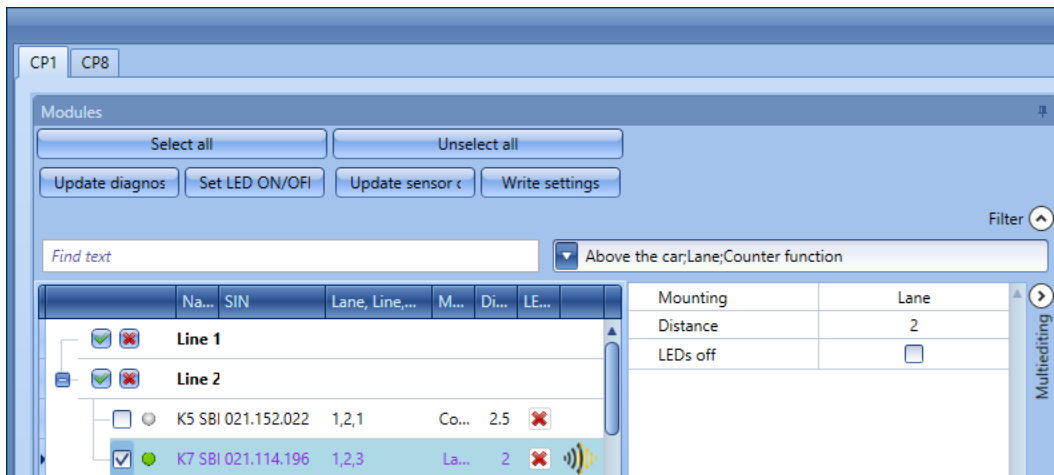 CP1 CP8
Modules
Select all Unselect all
Update diagnos Set LED ON/OFI Update sensor c Write settings
Filter
Find text Above the car;Lane;Counter function
Na... SIN Lane, Line,... M... Di... LE...
Mounting Lane
Line 1
Distance 2
LEDs off
Line 2
K5 SBI 021.152.022 1,2,1 Co... 2.5
K7 SBI 021.114.196 1,2,3 La... 2
Multiediting